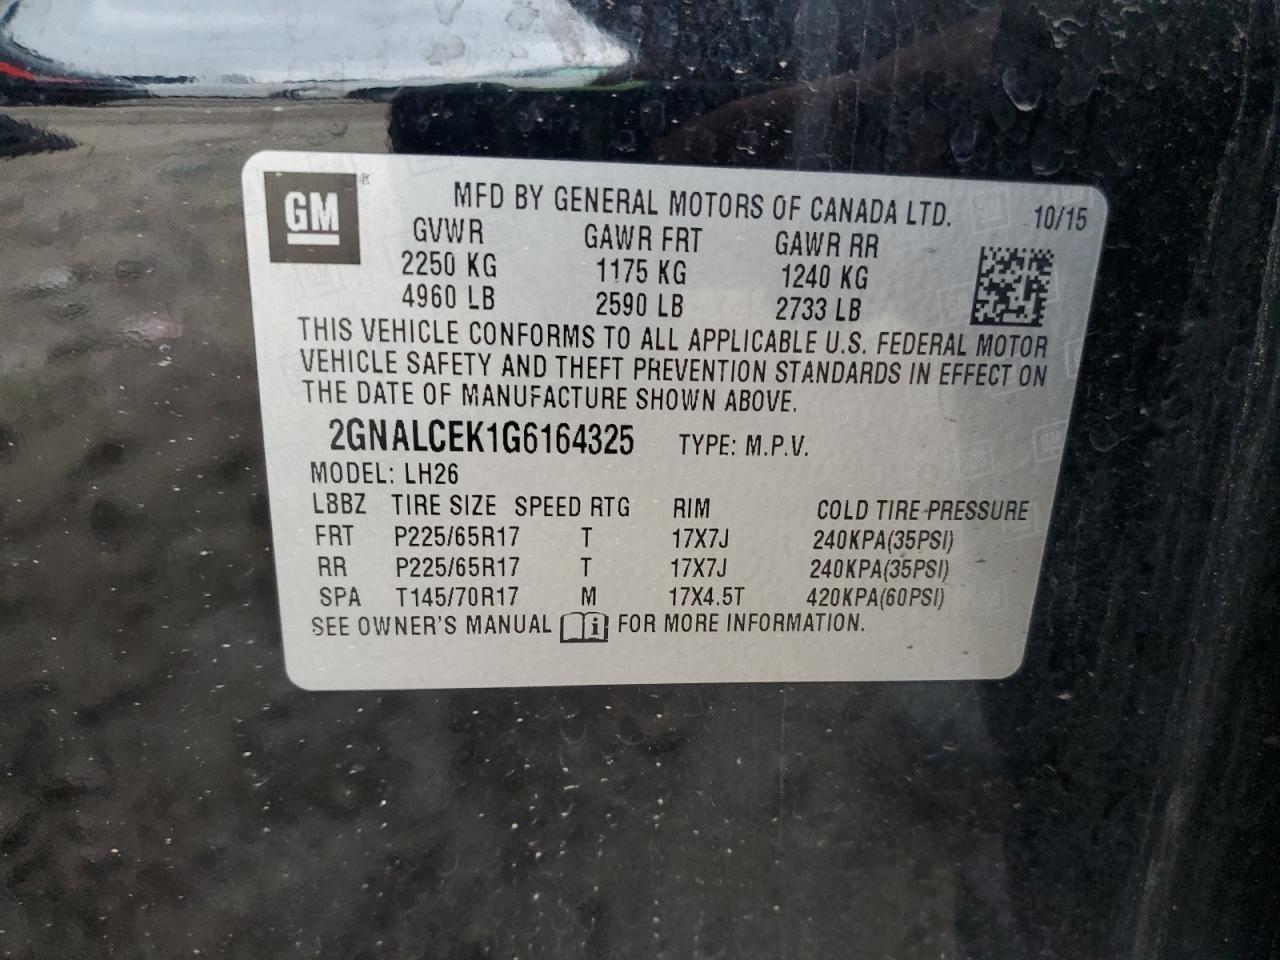 GM ®
MFD BY GENERAL MOTORS OF CANADA LTD. 10/15
GVWR GAWR FRT GAWR RR
2250 KG 1175 KG 1240 KG
4960 LB 2590 LB 2733 LB
THIS VEHICLE CONFORMS TO ALL APPLICABLE U.S. FEDERAL MOTOR
VEHICLE SAFETY AND THEFT PREVENTION STANDARDS IN EFFECT ON
THE DATE OF MANUFACTURE SHOWN ABOVE.
2GNALCEK1G6164325 TYPE: M.P.V.
MODEL: LH26
L8BZ TIRE SIZE SPEED RTG RIM COLD TIRE PRESSURE
FRT P225/65R17 T 17X7J 240KPA(35PSI)
RR P225/65R17 T 17X7J 240KPA(35PSI)
SPA T145/70R17 M 17X4.5T 420KPA(60PSI)
SEE OWNER'S MANUAL i FOR MORE INFORMATION.